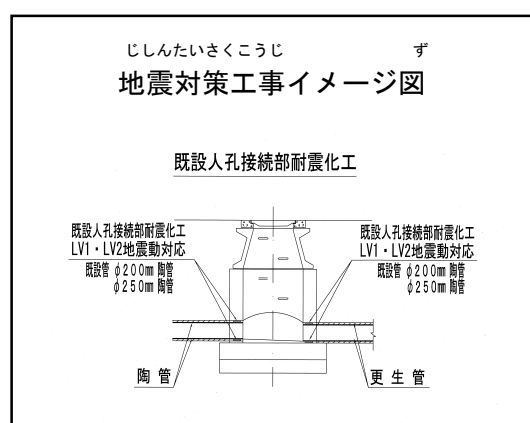 じしんたいさくこうじ ず
地震対策工事イメージ図
既設人孔接続部耐震化工
既設人孔接続部耐震化工
LV1・LV2地震動対応
既設管 φ200mm 陶管
φ250mm 陶管
既設人孔接続部耐震化工
LV1・LV2地震動対応
既設管 φ200mm 陶管
φ250mm 陶管
陶管
更生管